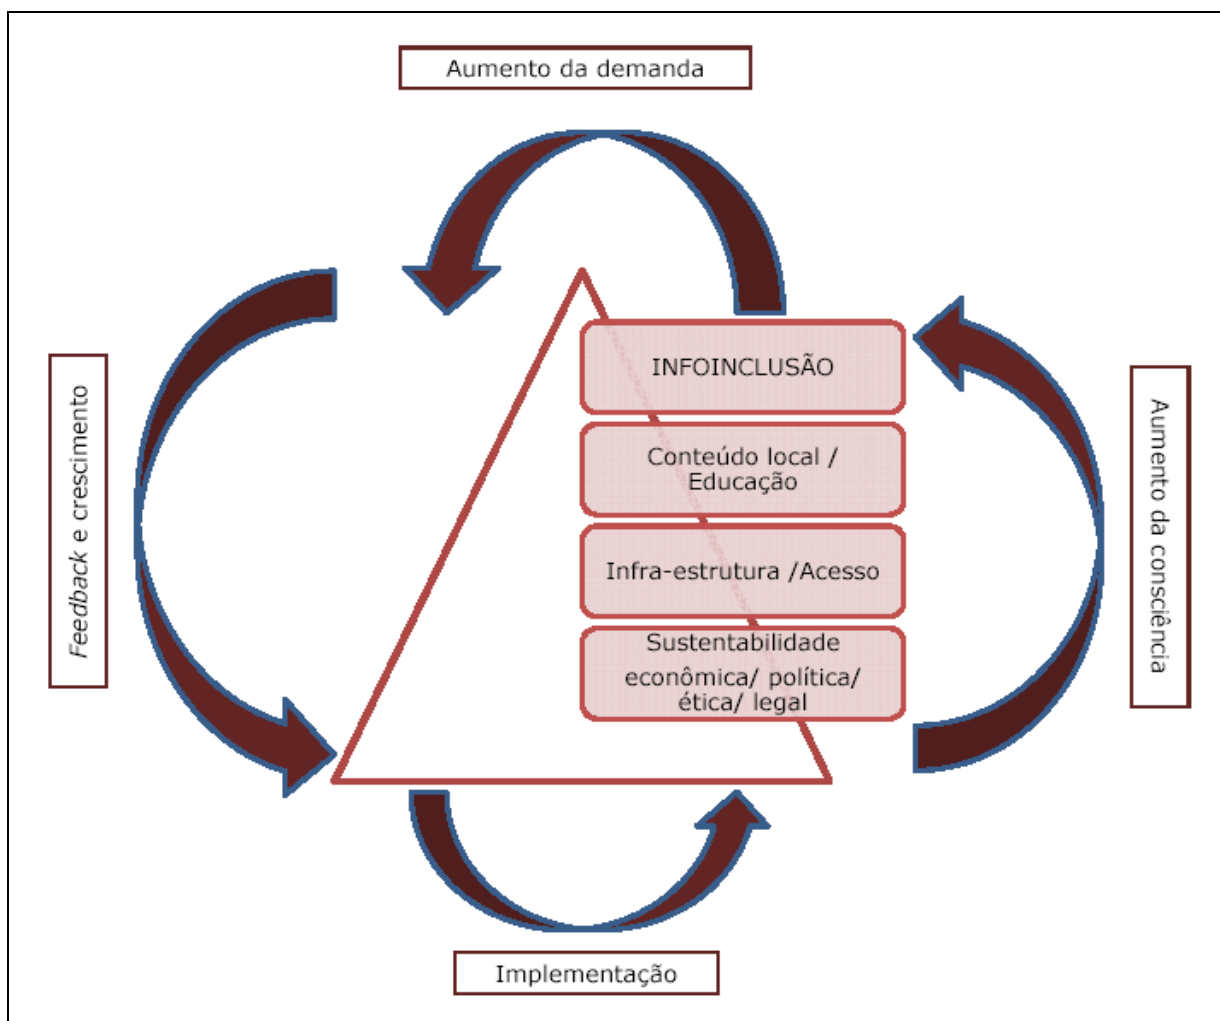 Aumento da demanda
INFOINCLUSÃO
Conteúdo local /
Educação
Infra-estrutura /Acesso
Sustentabilidade
econômica/ política/
ética/ legal
Feedback e crescimento
Aumento da consciência
Implementação